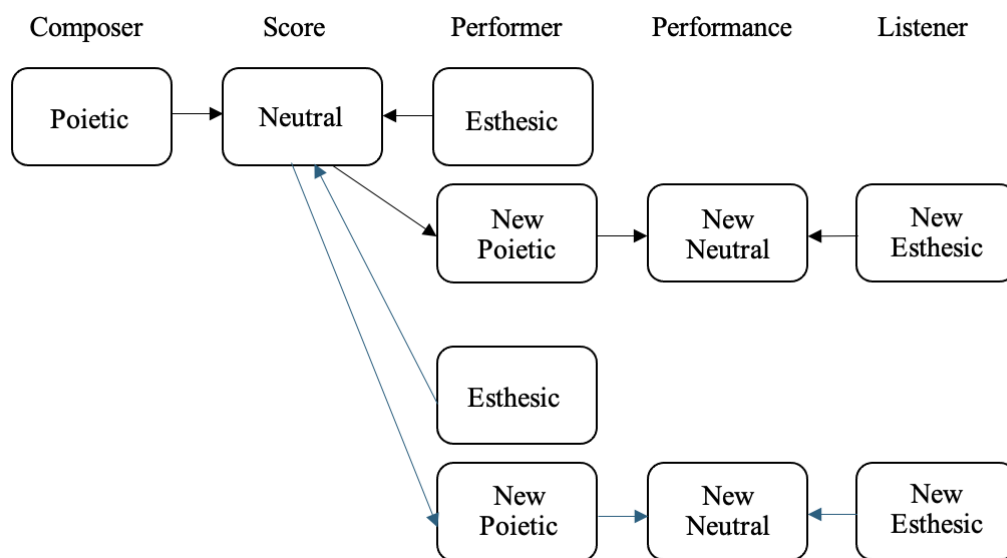 Composer Score Performer Performance Listener
Poietic Neutral Esthesic
New New New
Poietic Neutral Esthesic
Esthesic
New New New
Poietic Neutral Esthesic